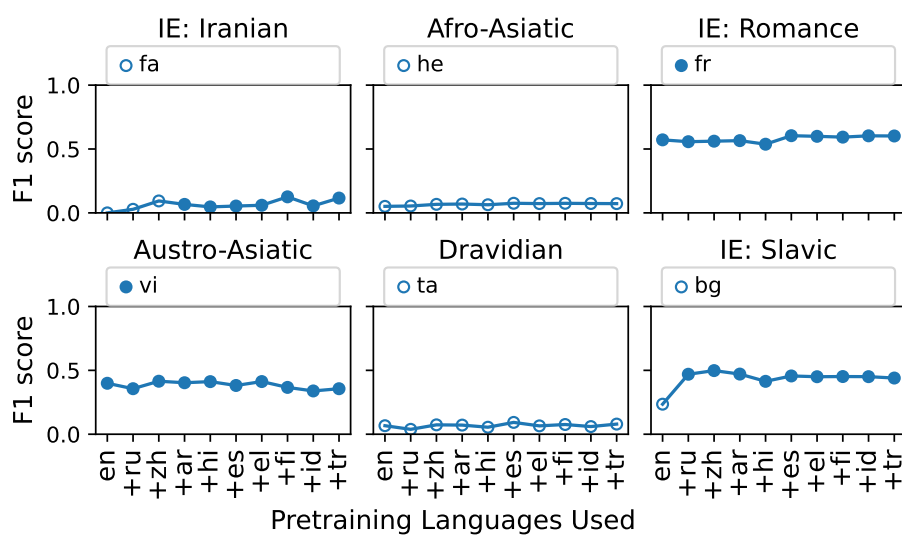 IE: Iranian
Afro-Asiatic
IE: Romance
fa
he
fr
F1 score
1.0
0.5
0.0
Austro-Asiatic
Dravidian
IE: Slavic
vi
ta
bg
F1 score
1.0
0.5
0.0
en
+ru
+zh
+ar
+hi
+es
+el
+fi
+id
+tr
en
+ru
+zh
+ar
+hi
+es
+el
+fi
+id
+tr
en
+ru
+zh
+ar
+hi
+es
+el
+fi
+id
+tr
Pretraining Languages Used